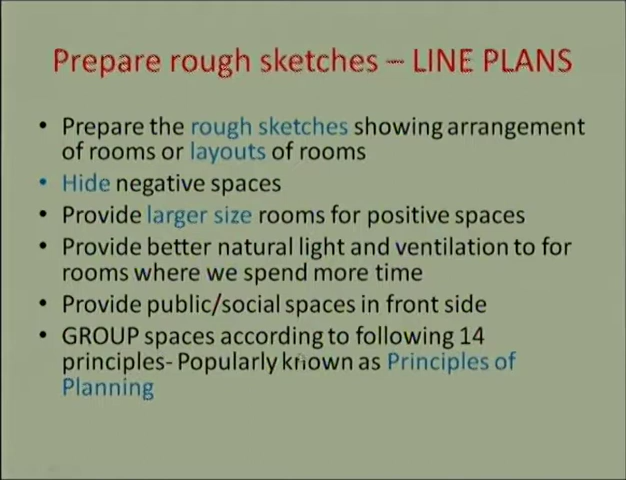 Prepare rough sketches – LINE PLANS
• Prepare the rough sketches showing arrangement
of rooms or layouts of rooms
• Hide negative spaces
• Provide larger size rooms for positive spaces
• Provide better natural light and ventilation to for
rooms where we spend more time
• Provide public/social spaces in front side
• GROUP spaces according to following 14
principles- Popularly known as Principles of
Planning